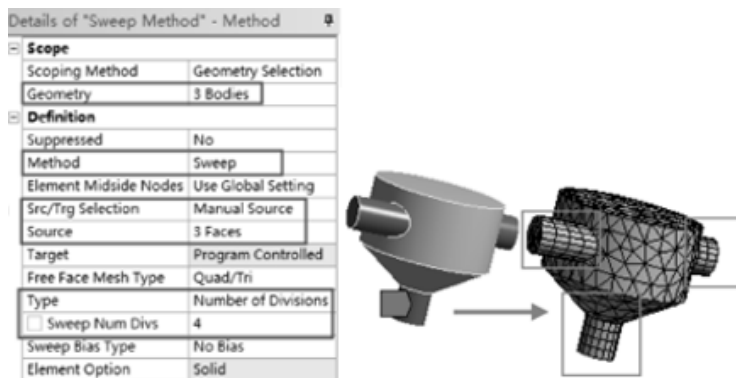 Details of "Sweep Method" - Method
Scope
Scoping Method Geometry Selection
Geometry 3 Bodies
Definition
Suppressed No
Method Sweep
Element Midside Nodes Use Global Setting
Src/Trg Selection Manual Source
Source 3 Faces
Target Program Controlled
Free Face Mesh Type Quad/Tri
Type Number of Divisions
Sweep Num Divs 4
Sweep Bias Type No Bias
Element Option Solid